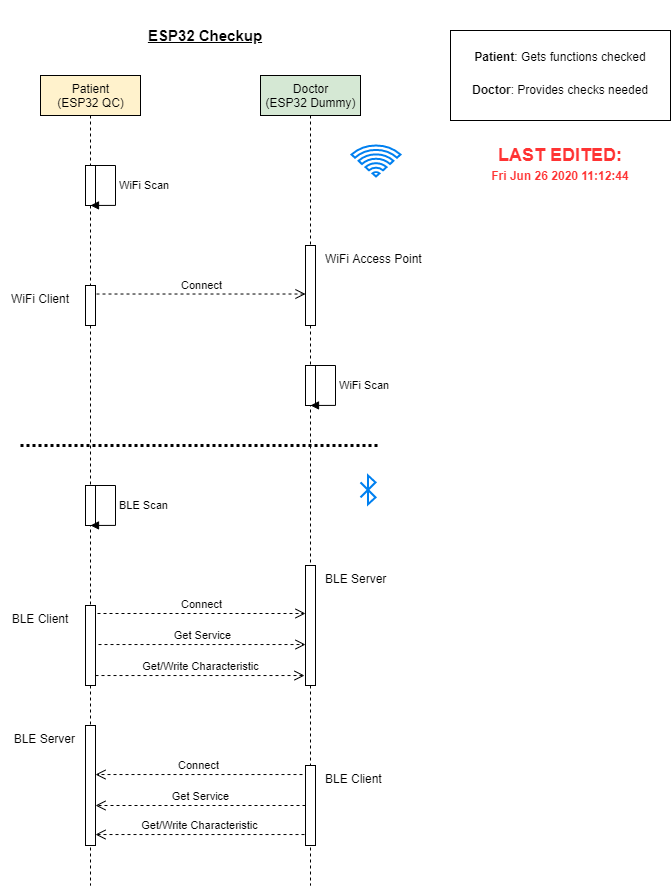 ESP32 Checkup
Patient: Gets functions checked
Doctor: Provides checks needed
Patient
(ESP32 QC)
Doctor
(ESP32 Dummy)
LAST EDITED:
Fri Jun 26 2020 11:12:44
WiFi Scan
WiFi Access Point
Connect
WiFi Client
WiFi Scan
BLE Scan
BLE Server
Connect
BLE Client
Get Service
Get/Write Characteristic
BLE Server
Connect
BLE Client
Get Service
Get/Write Characteristic